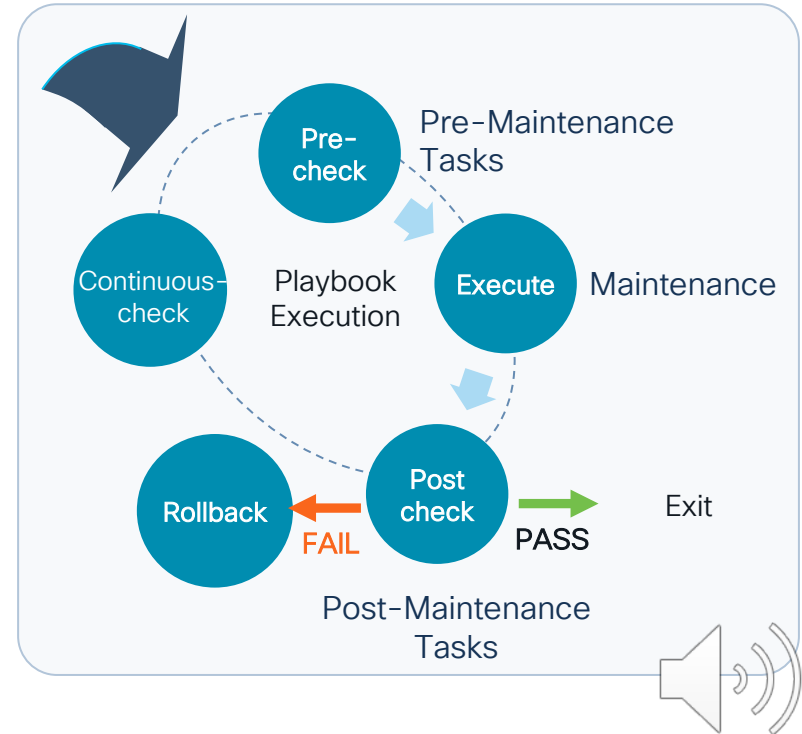 Pre-
check
Pre-Maintenance
Tasks
Continuous-
check
Playbook
Execution
Execute
Maintenance
Rollback
FAIL
Post
check
PASS
Exit
Post-Maintenance
Tasks